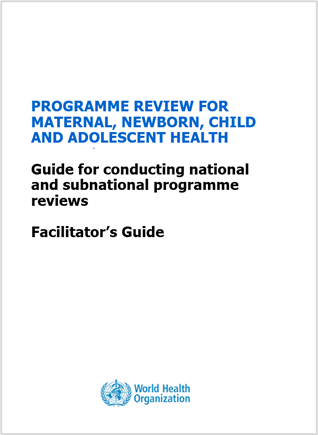 PROGRAMME REVIEW FOR
MATERNAL, NEWBORN, CHILD
AND ADOLESCENT HEALTH
Guide for conducting national
and subnational programme
reviews
Facilitator’s Guide
World Health
Organization